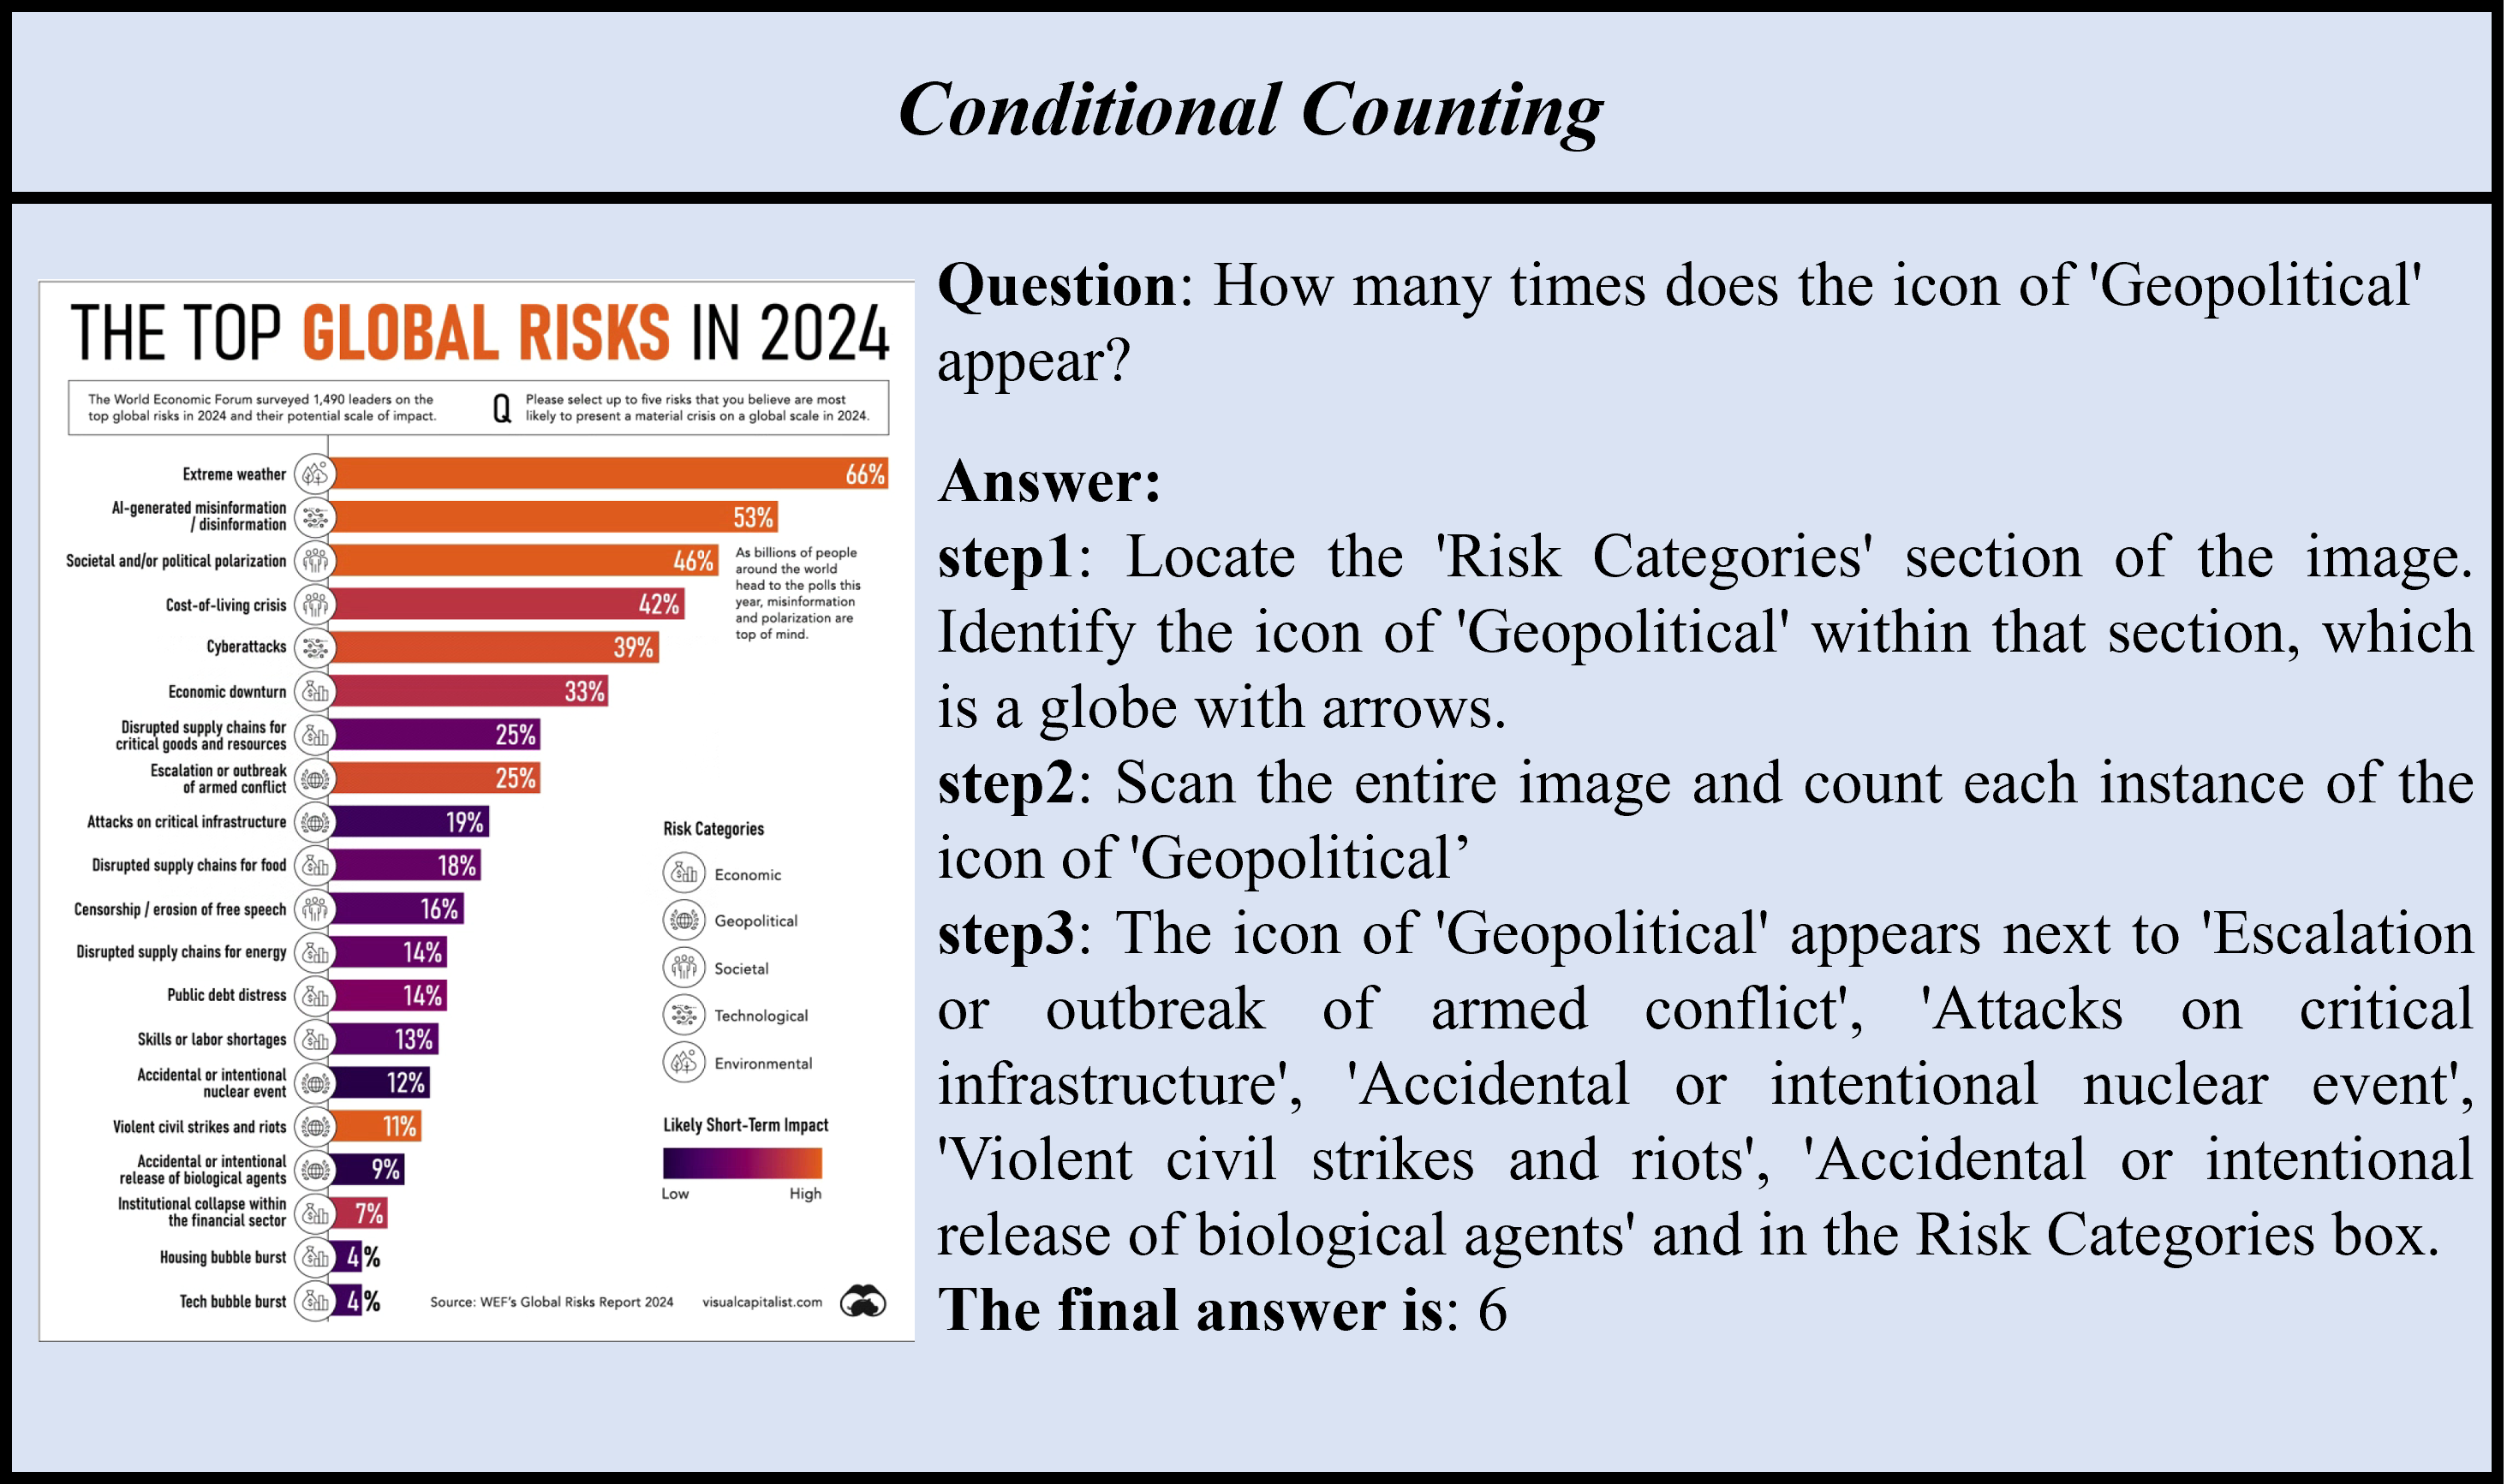 Conditional Counting
THE TOP GLOBAL RISKS IN 2024
The World Economic Forum surveyed 1,490 leaders on the
top global risks in 2024 and their potential scale of impact.
Q
Please select up to five risks that you believe are most
likely to present a material crisis on a global scale in 2024.
Extreme weather 66%
AI-generated misinformation
/ disinformation 53%
Societal and/or political polarization 46%
As billions of people
around the world
head to the polls this
year, misinformation
and polarization are
top of mind.
Cost-of-living crisis 42%
Cyberattacks 39%
Economic downturn 33%
Disrupted supply chains for
critical goods and resources 25%
Escalation or outbreak
of armed conflict 25%
Attacks on critical infrastructure 19%
Disrupted supply chains for food 18%
Censorship / erosion of free speech 16%
Disrupted supply chains for energy 14%
Public debt distress 14%
Skills or labor shortages 13%
Accidental or intentional
nuclear event 12%
Violent civil strikes and riots 11%
Accidental or intentional
release of biological agents 9%
Institutional collapse within
the financial sector 7%
Housing bubble burst 4%
Tech bubble burst 4%
Risk Categories
Economic
Geopolitical
Societal
Technological
Environmental
Likely Short-Term Impact
Low High
Source: WEF's Global Risks Report 2024 visualcapitalist.com
Question: How many times does the icon of 'Geopolitical'
appear?
Answer:
step1: Locate the 'Risk Categories' section of the image.
Identify the icon of 'Geopolitical' within that section, which
is a globe with arrows.
step2: Scan the entire image and count each instance of the
icon of 'Geopolitical’
step3: The icon of 'Geopolitical' appears next to 'Escalation
or outbreak of armed conflict', 'Attacks on critical
infrastructure', 'Accidental or intentional nuclear event',
'Violent civil strikes and riots', 'Accidental or intentional
release of biological agents' and in the Risk Categories box.
The final answer is: 6